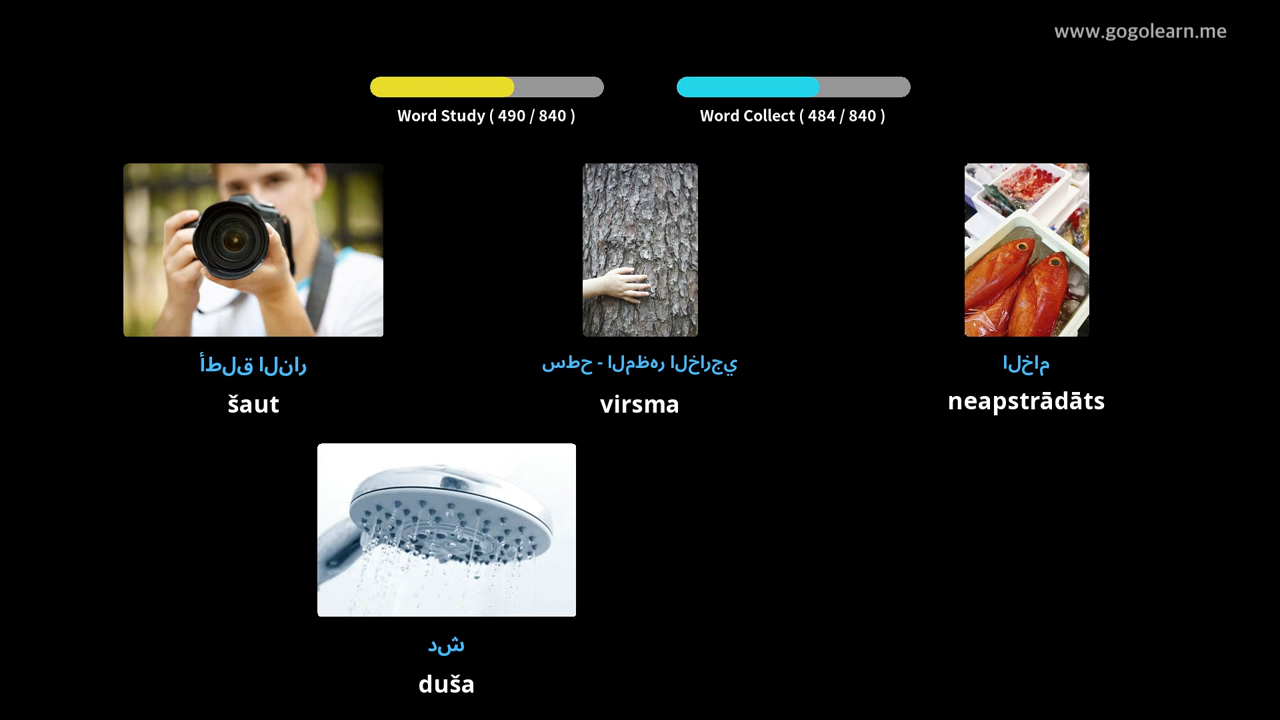 www.gogolearn.me
Word Study ( 490 / 840 )
Word Collect ( 484 / 840 )
أطلق النار
سطح - المظهر الخارجي
الخام
šaut
virsma
neapstrādāts
دش
duša